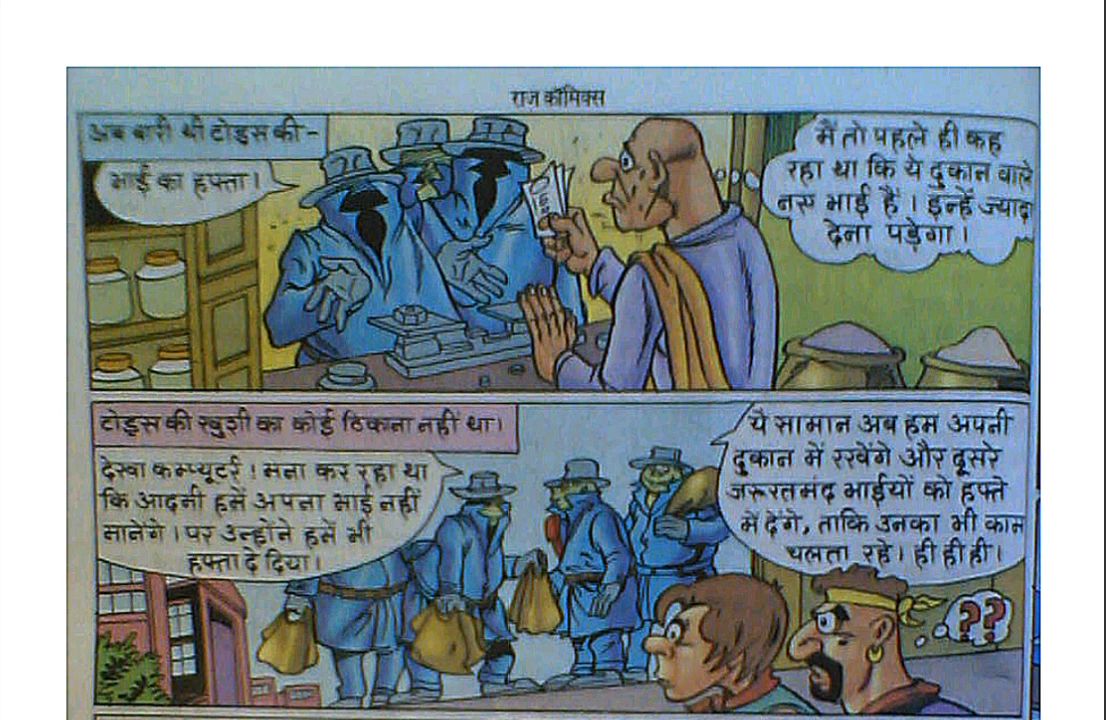 राज कॉमिक्स
अब बारी थी टोड्स की -
भाई का हफ्ता।
मैं तो पहले ही कह
रहा था कि ये दुकान वाले
नए भाई हैं। इन्हें ज्यादा
देना पड़ेगा।
टोड्स की खुशी का कोई ठिकाना नहीं था।
देखा कम्प्यूटर्र! मना कर रहा था
कि आदमी हमें अपना भाई नहीं
मानेंगे। पर उन्होंने हमें भी
हफ्ता दे दिया।
ये सामान अब हम अपनी
दुकान में रखेंगे और दूसरे
जरूरतमंद भाईयों को हफ्ते
में देंगे, ताकि उनका भी काम
चलता रहे। ही ही ही।
??